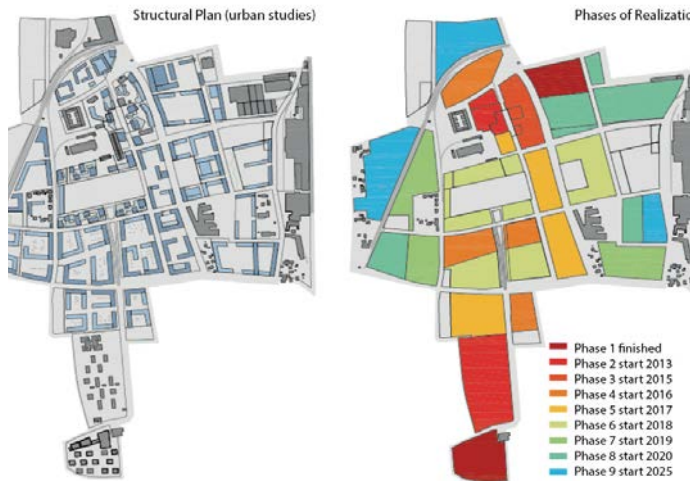 Structural Plan (urban studies)
Phases of Realizatio
Phase 1 finished
Phase 2 start 2013
Phase 3 start 2015
Phase 4 start 2016
Phase 5 start 2017
Phase 6 start 2018
Phase 7 start 2019
Phase 8 start 2020
Phase 9 start 2025